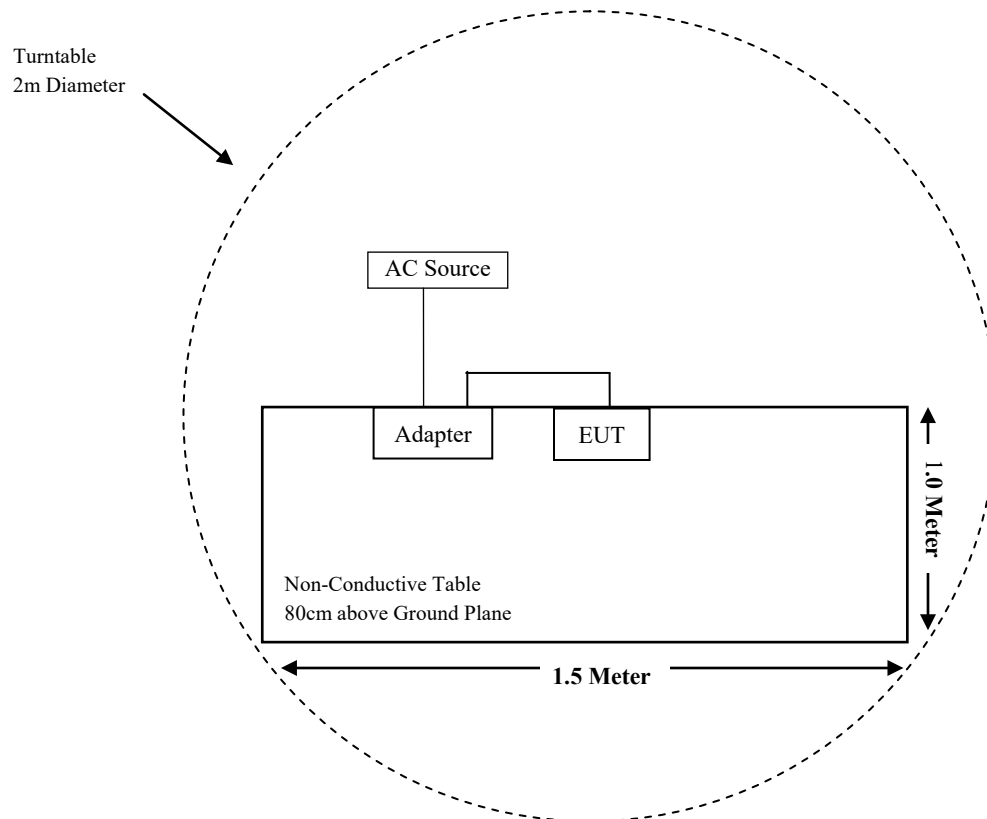 Turntable
2m Diameter
AC Source
Adapter
EUT
1.0 Meter
Non-Conductive Table
80cm above Ground Plane
1.5 Meter